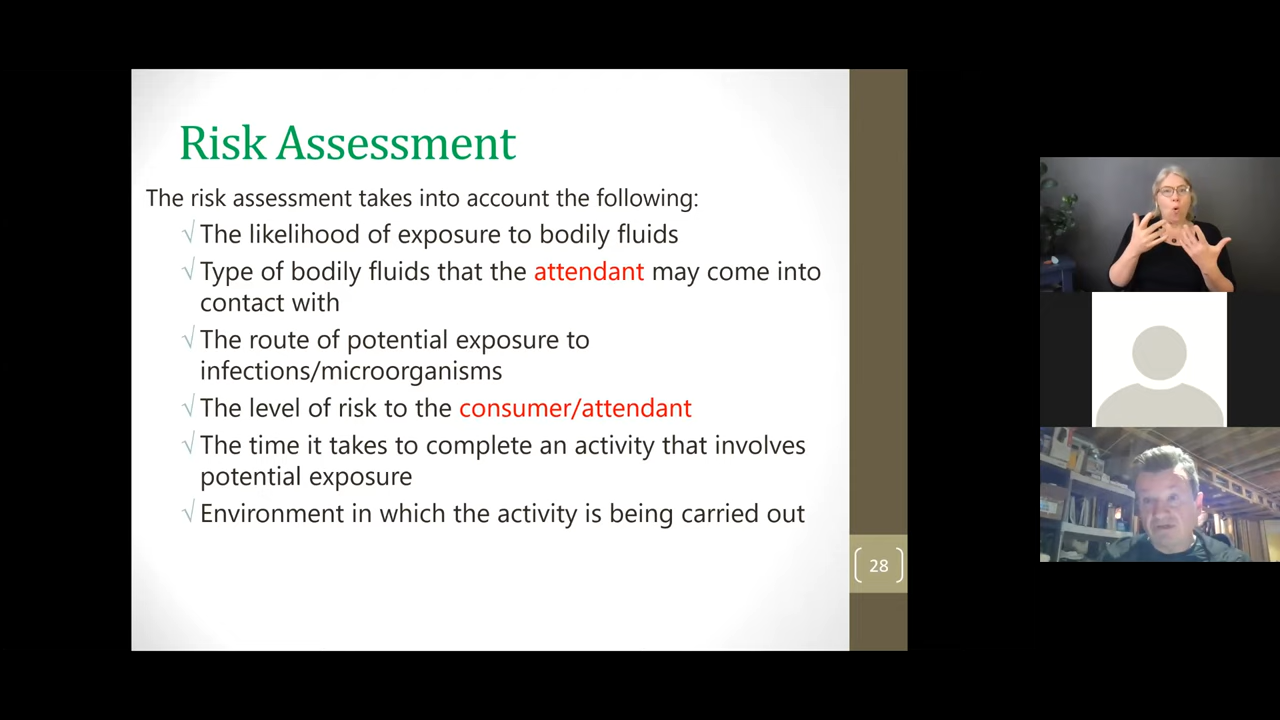 Risk Assessment
The risk assessment takes into account the following:
√ The likelihood of exposure to bodily fluids
√ Type of bodily fluids that the attendant may come into
contact with
√ The route of potential exposure to
infections/microorganisms
√ The level of risk to the consumer/attendant
√ The time it takes to complete an activity that involves
potential exposure
√ Environment in which the activity is being carried out
28